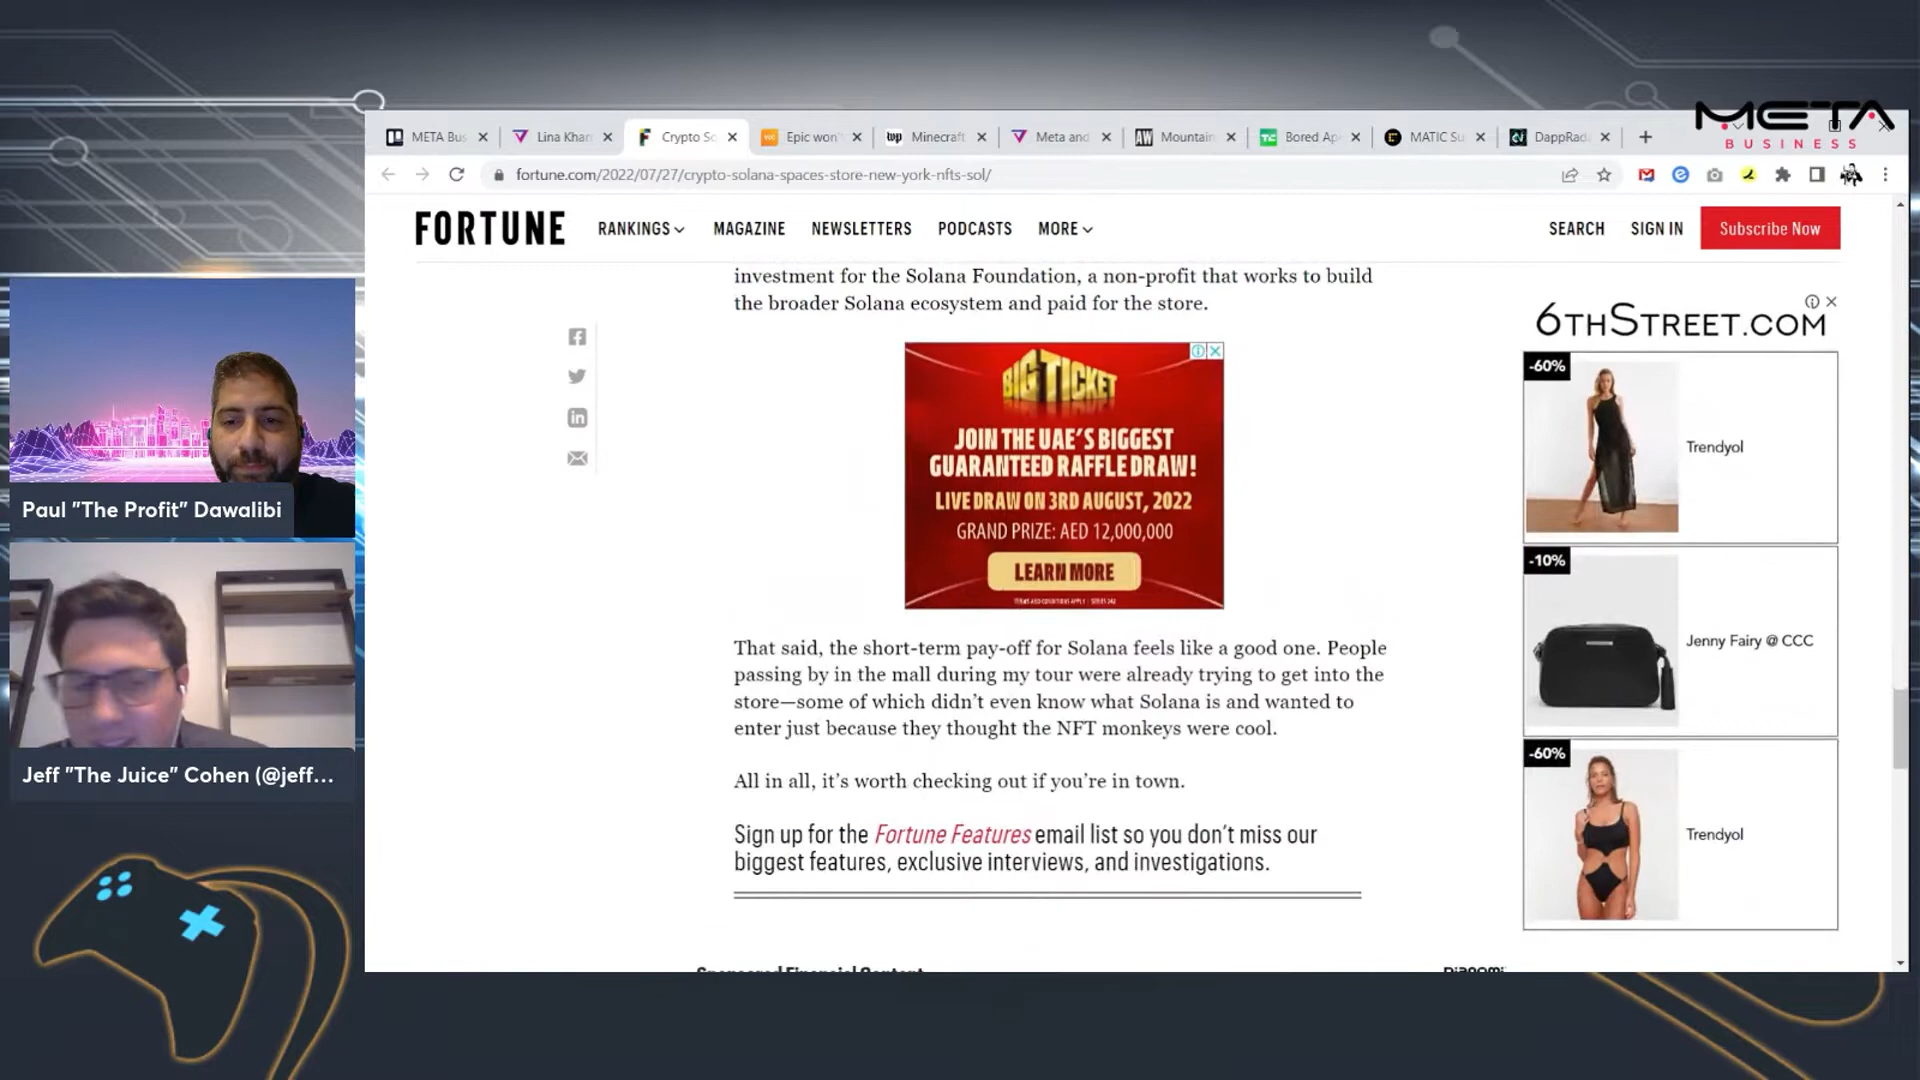 META
BUSINESS
META Bus
Lina Khan
Crypto So
Epic won'
Minecraft
Meta and
Mountain
Bored Ap
MATIC Su
DappRad
fortune.com/2022/07/27/crypto-solana-spaces-store-new-york-nfts-sol/
FORTUNE
RANKINGS
MAGAZINE
NEWSLETTERS
PODCASTS
MORE
SEARCH
SIGN IN
Subscribe Now
investment for the Solana Foundation, a non-profit that works to build
the broader Solana ecosystem and paid for the store.
BIG TICKET
JOIN THE UAE'S BIGGEST
GUARANTEED RAFFLE DRAW!
LIVE DRAW ON 3RD AUGUST, 2022
GRAND PRIZE: AED 12,000,000
LEARN MORE
That said, the short-term pay-off for Solana feels like a good one. People
passing by in the mall during my tour were already trying to get into the
store—some of which didn't even know what Solana is and wanted to
enter just because they thought the NFT monkeys were cool.
All in all, it's worth checking out if you're in town.
Sign up for the Fortune Features email list so you don't miss our
biggest features, exclusive interviews, and investigations.
6THSTREET.COM
-60%
Trendyol
-10%
Jenny Fairy @ CCC
-60%
Trendyol
Paul "The Profit" Dawalibi
Jeff "The Juice" Cohen (@jeff...